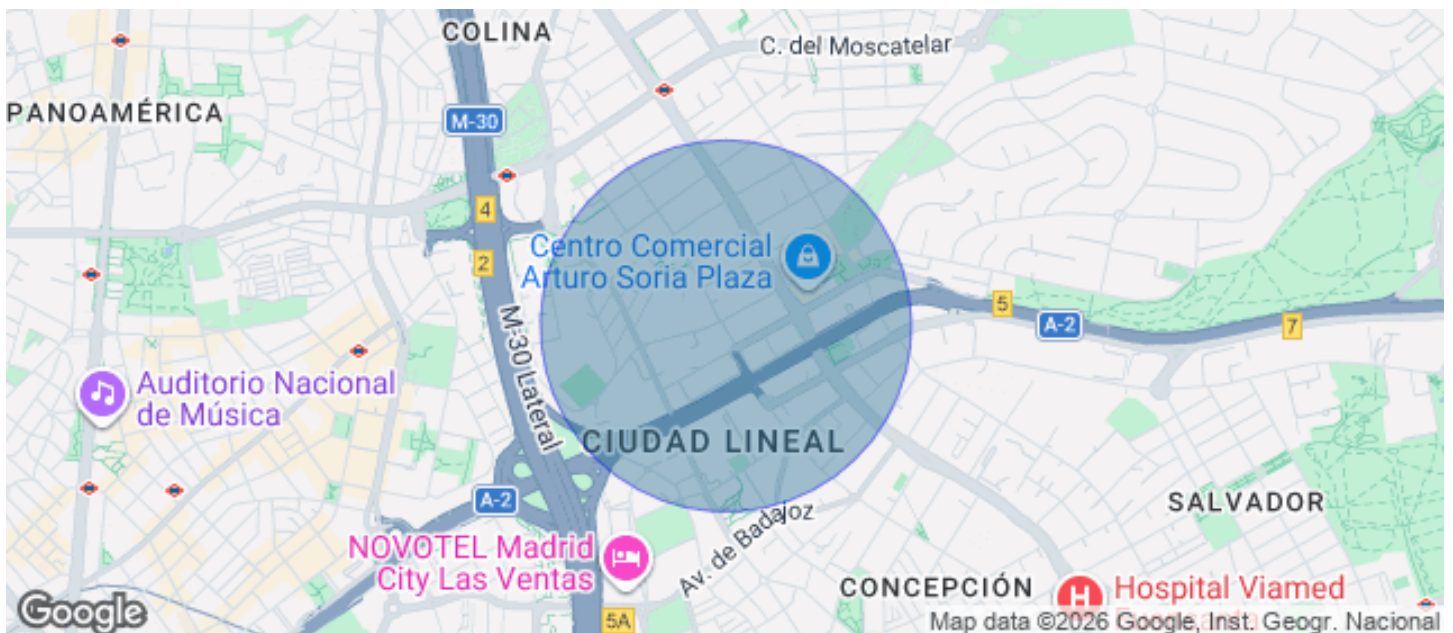 COLINA
C. del Moscatelar
PANOAMÉRICA
M-30
4
2
Centro Comercial
Arturo Soria Plaza
5
A-2
7
M-30 Lateral
Auditorio Nacional
de Música
CIUDAD LINEAL
A-2
SALVADOR
Av. de Badajoz
NOVOTEL Madrid
City Las Ventas
CONCEPCIÓN
H
Hospital Viamed
5A
Google
Map data ©2026 Google, Inst. Geogr. Nacional